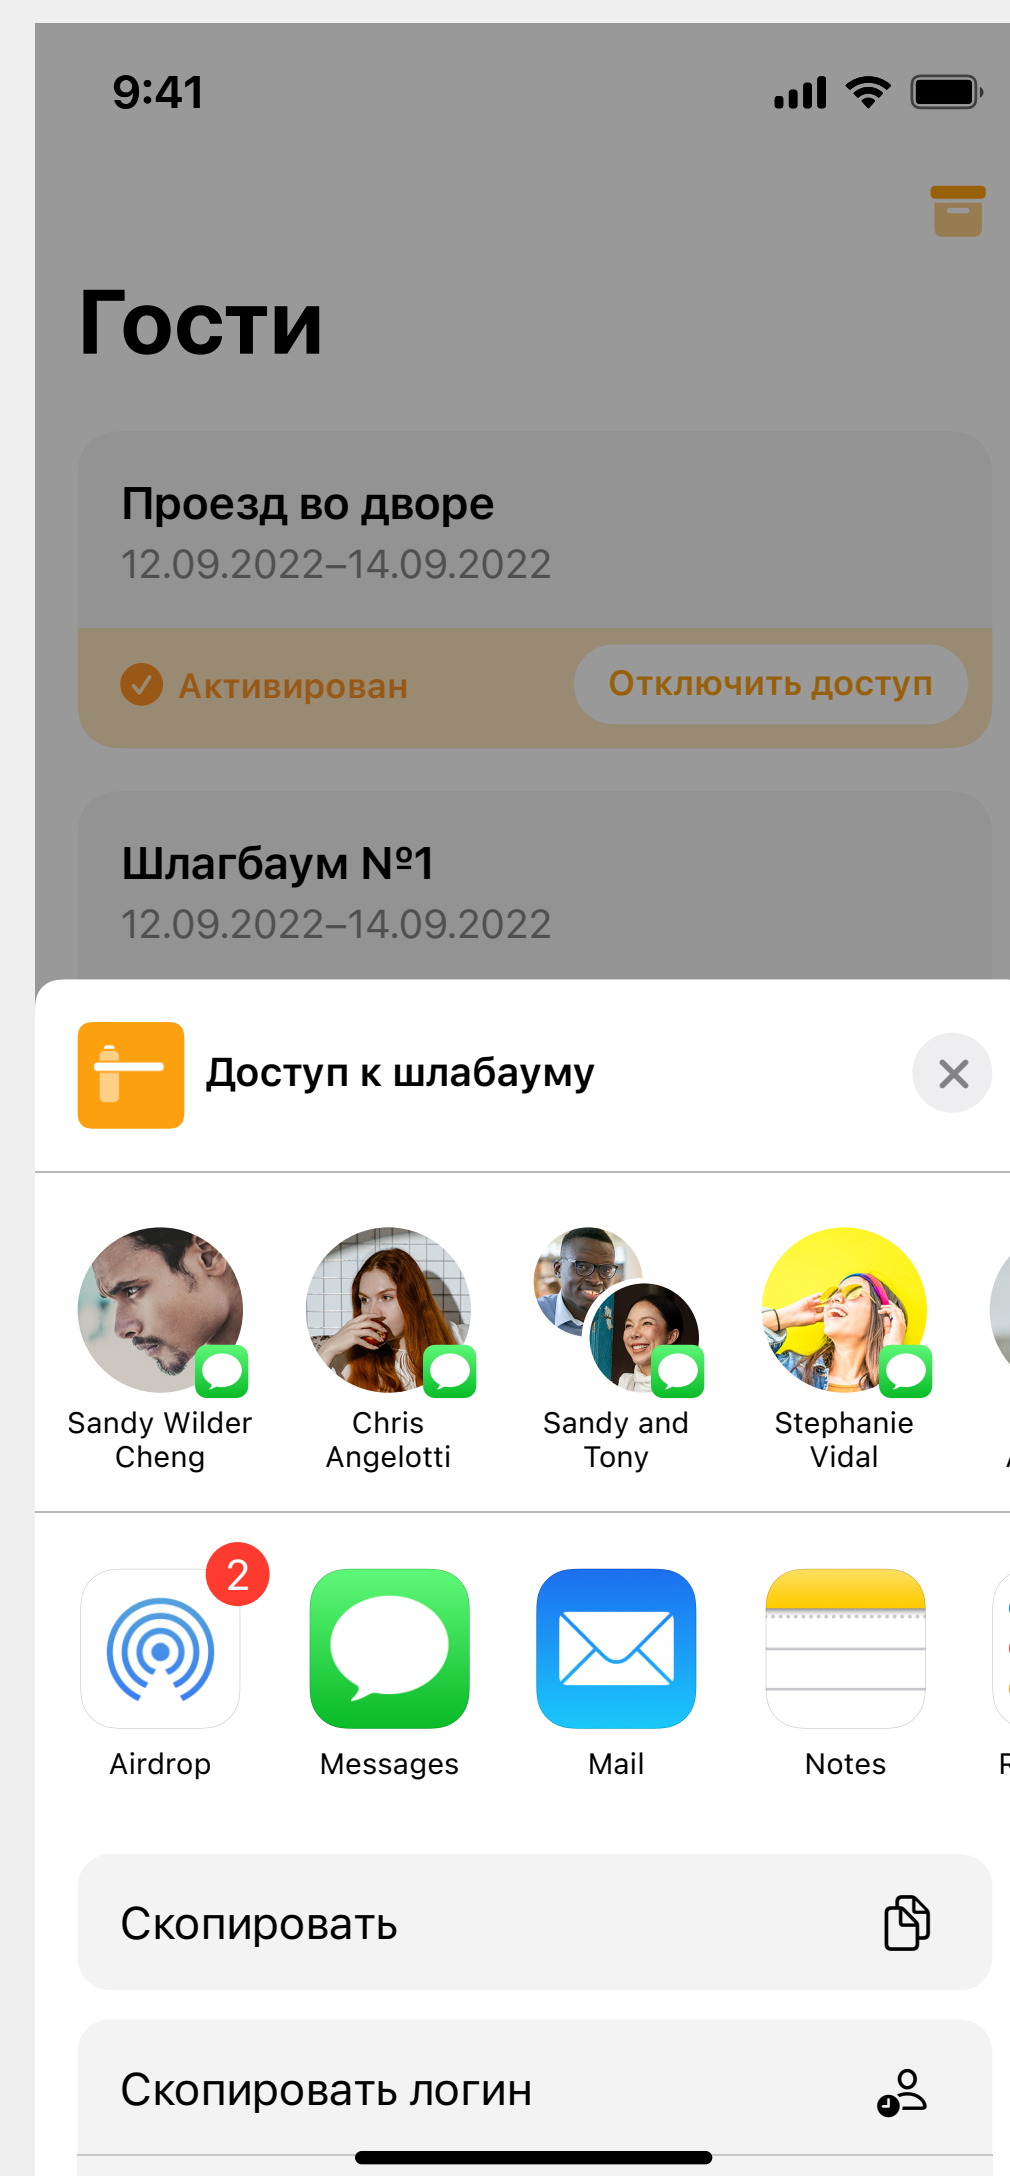 9:41
Гости
Проезд во дворе
12.09.2022–14.09.2022
Активирован
Отключить доступ
Шлагбаум №1
12.09.2022–14.09.2022
Доступ к шлабауму
Sandy Wilder
Cheng
Chris
Angelotti
Sandy and
Tony
Stephanie
Vidal
2
Airdrop
Messages
Mail
Notes
Скопировать
Скопировать логин